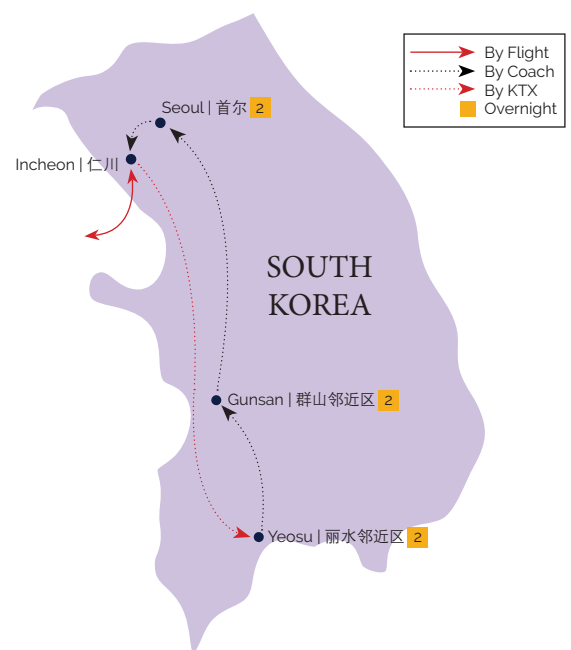 By Flight
By Coach
By KTX
Overnight
Seoul | 首尔 2
Incheon | 仁川
SOUTH
KOREA
Gunsan | 群山邻近区 2
Yeosu | 丽水邻近区 2